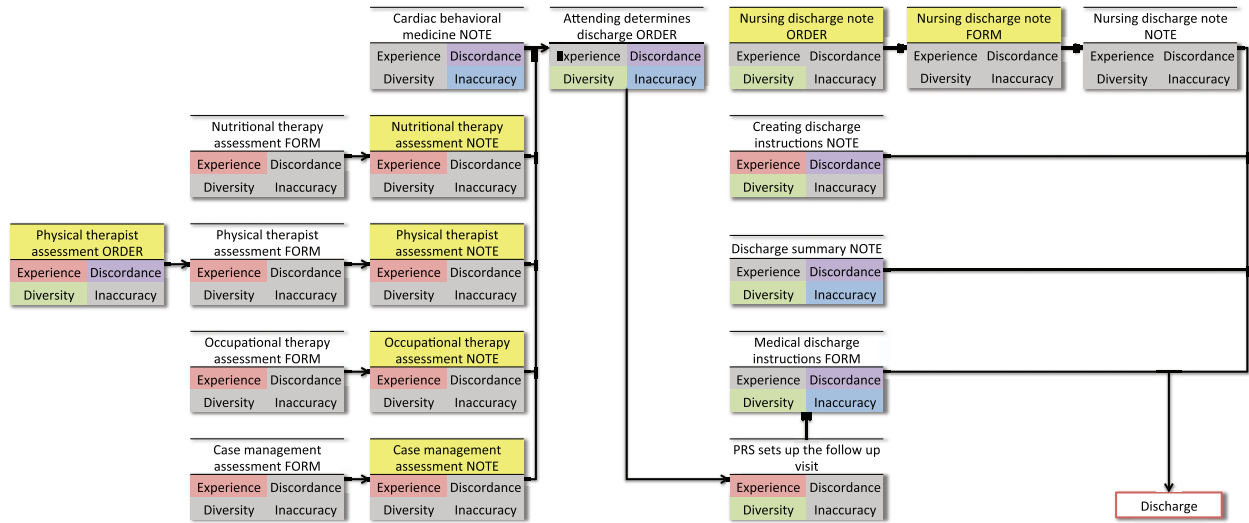 Cardiac behavioral
medicine NOTE
Experience Discordance
Diversity Inaccuracy
Attending determines
discharge ORDER
Experience Discordance
Diversity Inaccuracy
Nursing discharge note
ORDER
Experience Discordance
Diversity Inaccuracy
Nursing discharge note
FORM
Experience Discordance
Diversity Inaccuracy
Nursing discharge note
NOTE
Experience Discordance
Diversity Inaccuracy
Nutritional therapy
assessment FORM
Experience Discordance
Diversity Inaccuracy
Nutritional therapy
assessment NOTE
Experience Discordance
Diversity Inaccuracy
Creating discharge
instructions NOTE
Experience Discordance
Diversity Inaccuracy
Physical therapist
assessment ORDER
Experience Discordance
Diversity Inaccuracy
Physical therapist
assessment FORM
Experience Discordance
Diversity Inaccuracy
Physical therapist
assessment NOTE
Experience Discordance
Diversity Inaccuracy
Discharge summary NOTE
Experience Discordance
Diversity Inaccuracy
Occupational therapy
assessment FORM
Experience Discordance
Diversity Inaccuracy
Occupational therapy
assessment NOTE
Experience Discordance
Diversity Inaccuracy
Medical discharge
instructions FORM
Experience Discordance
Diversity Inaccuracy
Case management
assessment FORM
Experience Discordance
Diversity Inaccuracy
Case management
assessment NOTE
Experience Discordance
Diversity Inaccuracy
PRS sets up the follow up
visit
Experience Discordance
Diversity Inaccuracy
Discharge